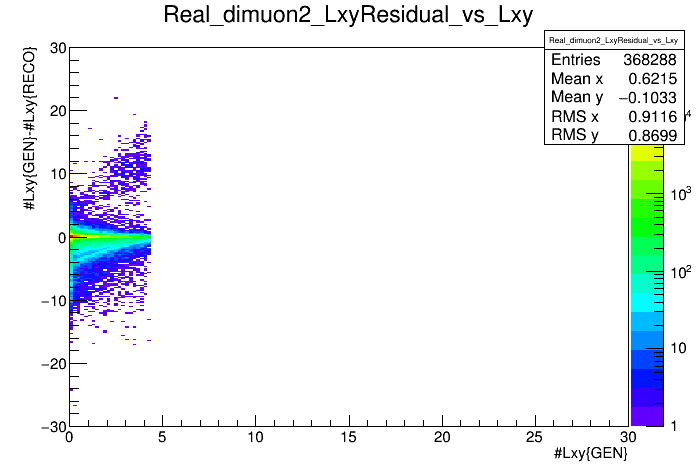 Real_dimuon2_LxyResidual_vs_Lxy
#Lxy{GEN}-#Lxy{RECO}
30
20
10
0
−10
−20
−30
0
5
10
15
20
25
30
#Lxy{GEN}
Real_dimuon2_LxyResidual_vs_Lxy
Entries 368288
Mean x 0.6215
Mean y −0.1033
RMS x 0.9116
RMS y 0.8699
4
10³
10²
10
1